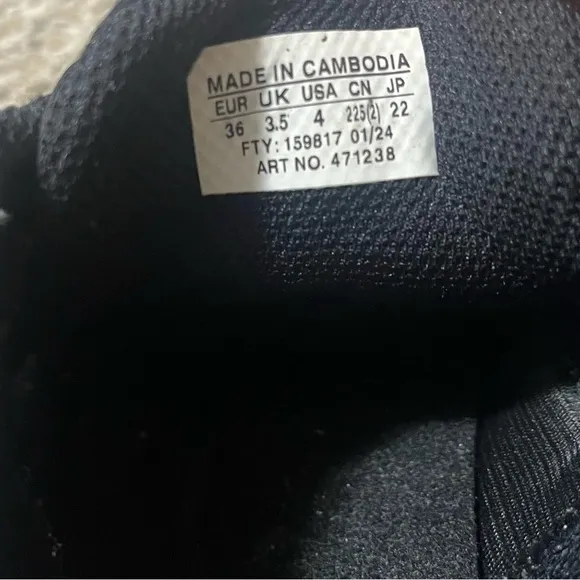 MADE IN CAMBODIA
EUR UK USA CN JP
36 3.5 4 225(2) 22
FTY: 159817 01/24
ART NO. 471238